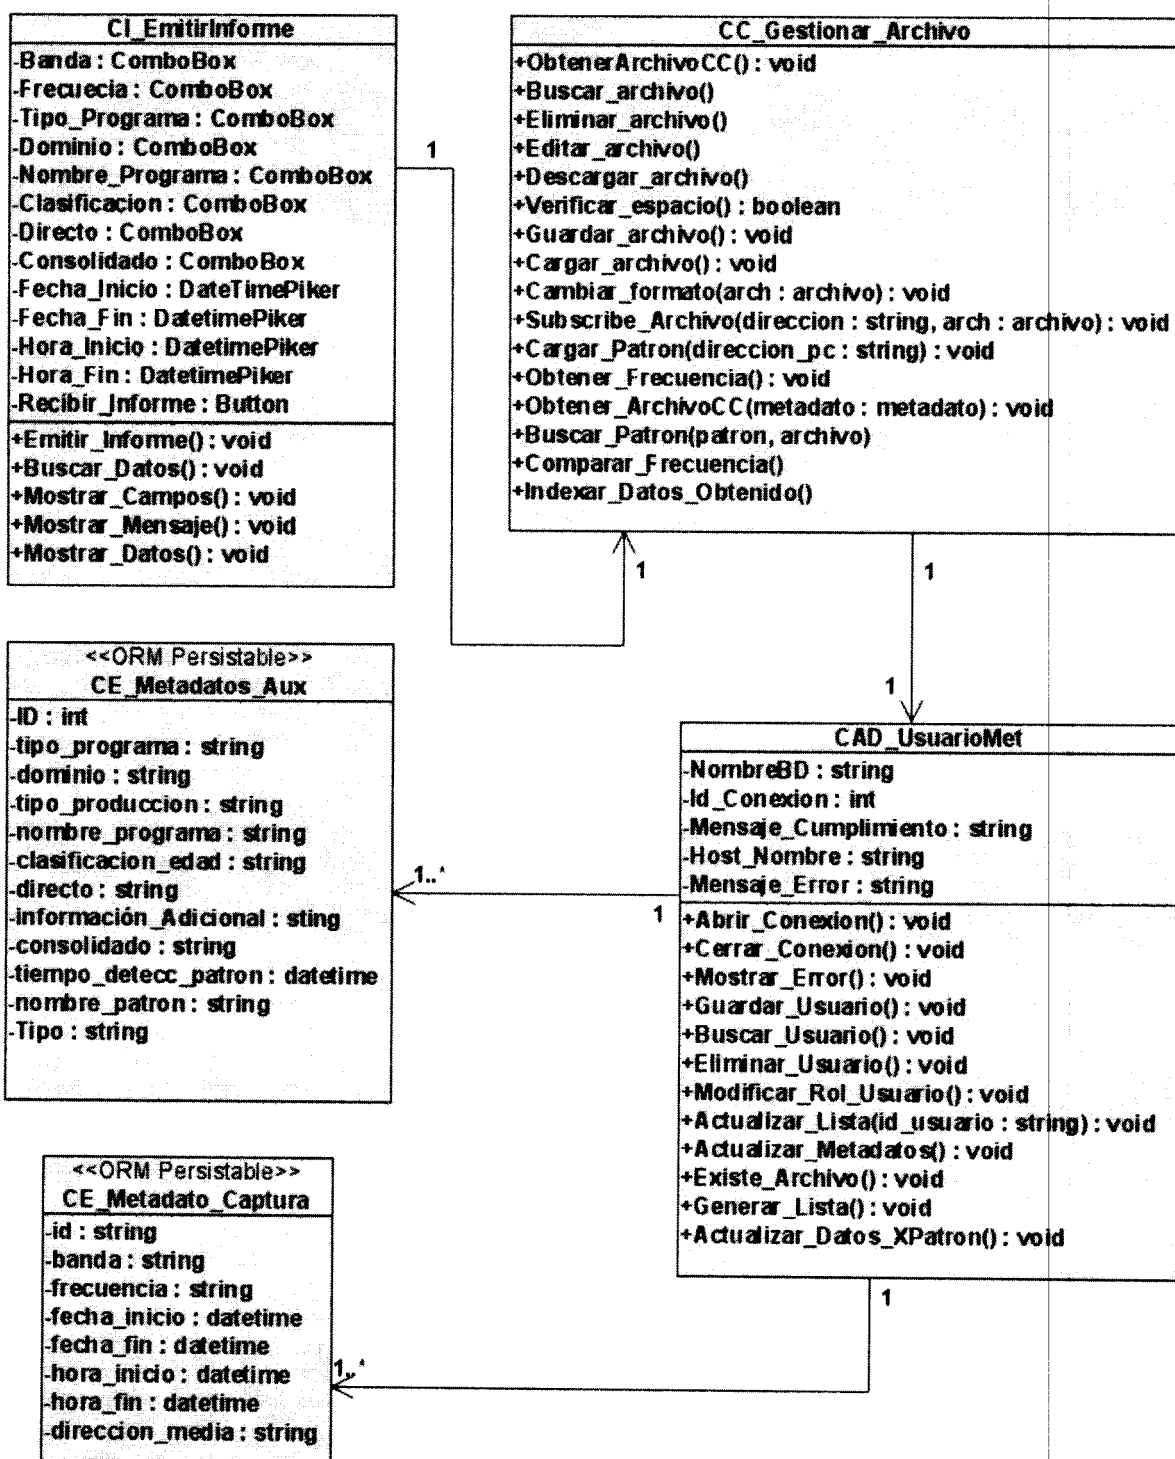 CI_EmitirInforme
-Banda : ComboBox
-Frecuecia : ComboBox
-Tipo_Programa : ComboBox
-Dominio : ComboBox
-Nombre_Programa : ComboBox
-Clasificacion : ComboBox
-Directo : ComboBox
-Consolidado : ComboBox
-Fecha_Inicio : DateTimePiker
-Fecha_Fin : DatetimePiker
-Hora_Inicio : DatetimePiker
-Hora_Fin : DatetimePiker
-Recibir_Informe : Button
+Emitir_Informe() : void
+Buscar_Datos() : void
+Mostrar_Campos() : void
+Mostrar_Mensaje() : void
+Mostrar_Datos() : void
1
CC_Gestionar_Archivo
+ObtenerArchivoCC() : void
+Buscar_archivo()
+Eliminar_archivo()
+Editar_archivo()
+Descargar_archivo()
+Verificar_espacio() : boolean
+Guardar_archivo() : void
+Cargar_archivo() : void
+Cambiar_formato(arch : archivo) : void
+Subscribe_Archivo(direccion : string, arch : archivo) : void
+Cargar_Patron(direccion_pc : string) : void
+Obtener_Frecuencia() : void
+Obtener_ArchivoCC(metadato : metadato) : void
+Buscar_Patron(patron, archivo)
+Comparar_Frecuencia()
+Indexar_Datos_Obtenido()
1
1
1
<<ORM Persistable>>
CE_Metadatos_Aux
-ID : int
-tipo_programa : string
-dominio : string
-tipo_produccion : string
-nombre_programa : string
-clasificacion_edad : string
-directo : string
-información_Adicional : sting
-consolidado : string
-tiempo_detecc_patron : datetime
-nombre_patron : string
-Tipo : string
1..*
1
CAD_UsuarioMet
-NombreBD : string
-Id_Conexion : int
-Mensaje_Cumplimiento : string
-Host_Nombre : string
-Mensaje_Error : string
+Abrir_Conexion() : void
+Cerrar_Conexion() : void
+Mostrar_Error() : void
+Guardar_Usuario() : void
+Buscar_Usuario() : void
+Eliminar_Usuario() : void
+Modificar_Rol_Usuario() : void
+Actualizar_Lista(id_usuario : string) : void
+Actualizar_Metadatos() : void
+Existe_Archivo() : void
+Generar_Lista() : void
+Actualizar_Datos_XPatron() : void
1
<<ORM Persistable>>
CE_Metadato_Captura
-id : string
-banda : string
-frecuencia : string
-fecha_inicio : datetime
-fecha_fin : datetime
-hora_inicio : datetime
-hora_fin : datetime
-direccion_media : string
1..*